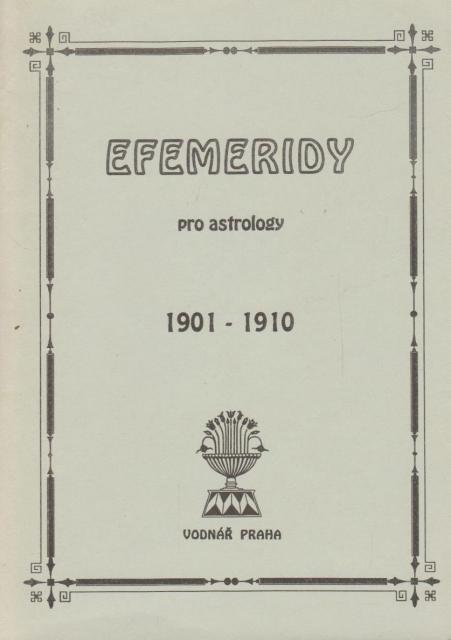 EFEMERIDY
pro astrology
1901 - 1910
VODNÁŘ PRAHA